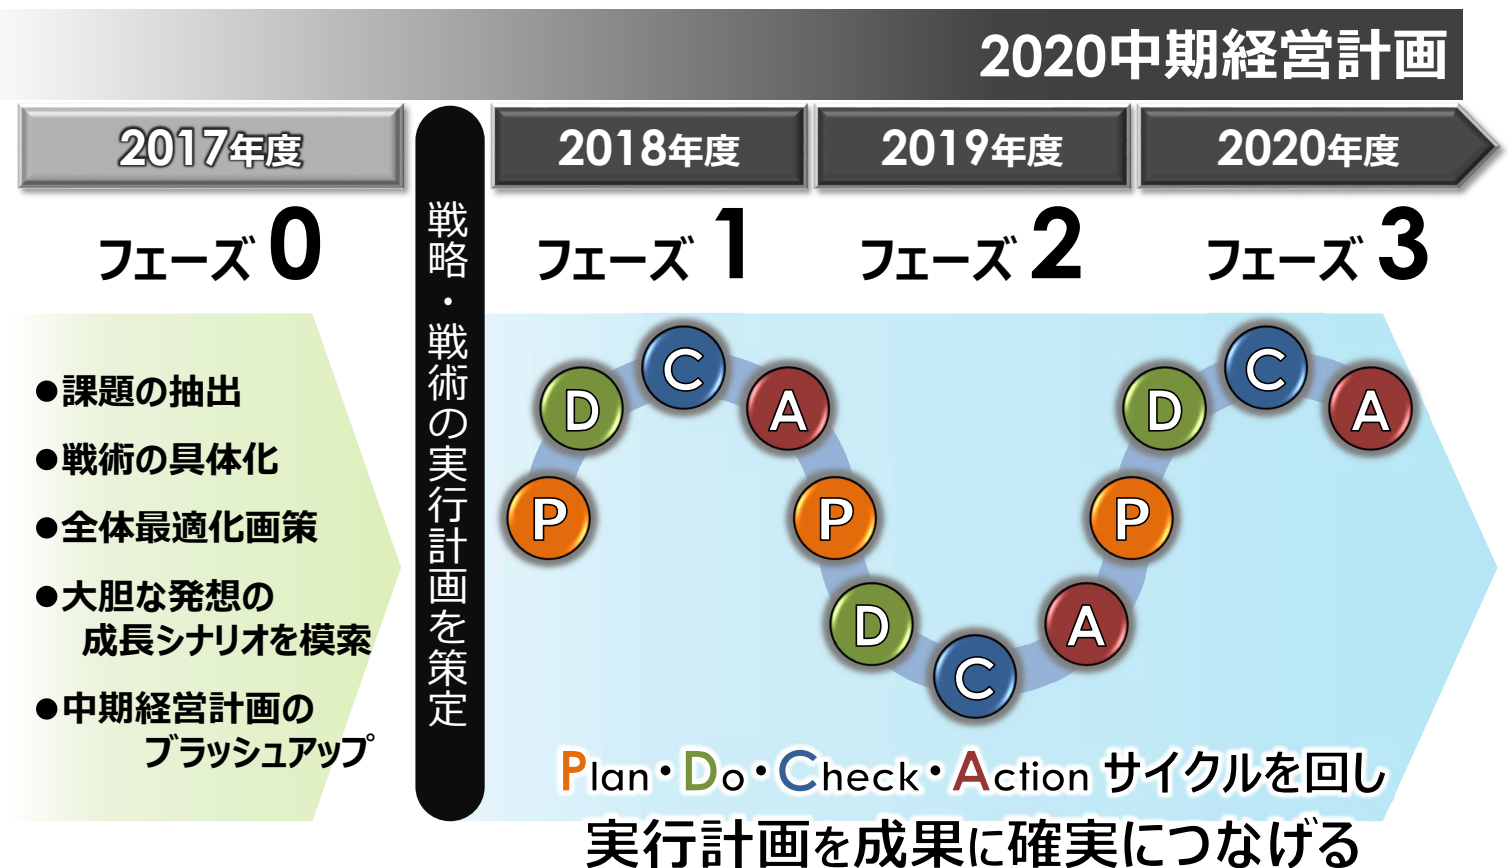 2020中期経営計画
2017年度
2018年度
2019年度
2020年度
フェーズ0
フェーズ1
フェーズ2
フェーズ3
●課題の抽出
●戦術の具体化
●全体最適化画策
●大胆な発想の
成長シナリオを模索
●中期経営計画の
ブラッシュアップ
戦略・戦術の実行計画を策定
P
D
C
A
P
D
C
A
P
D
C
A
Plan・Do・Check・Action サイクルを回し
実行計画を成果に確実につなげる